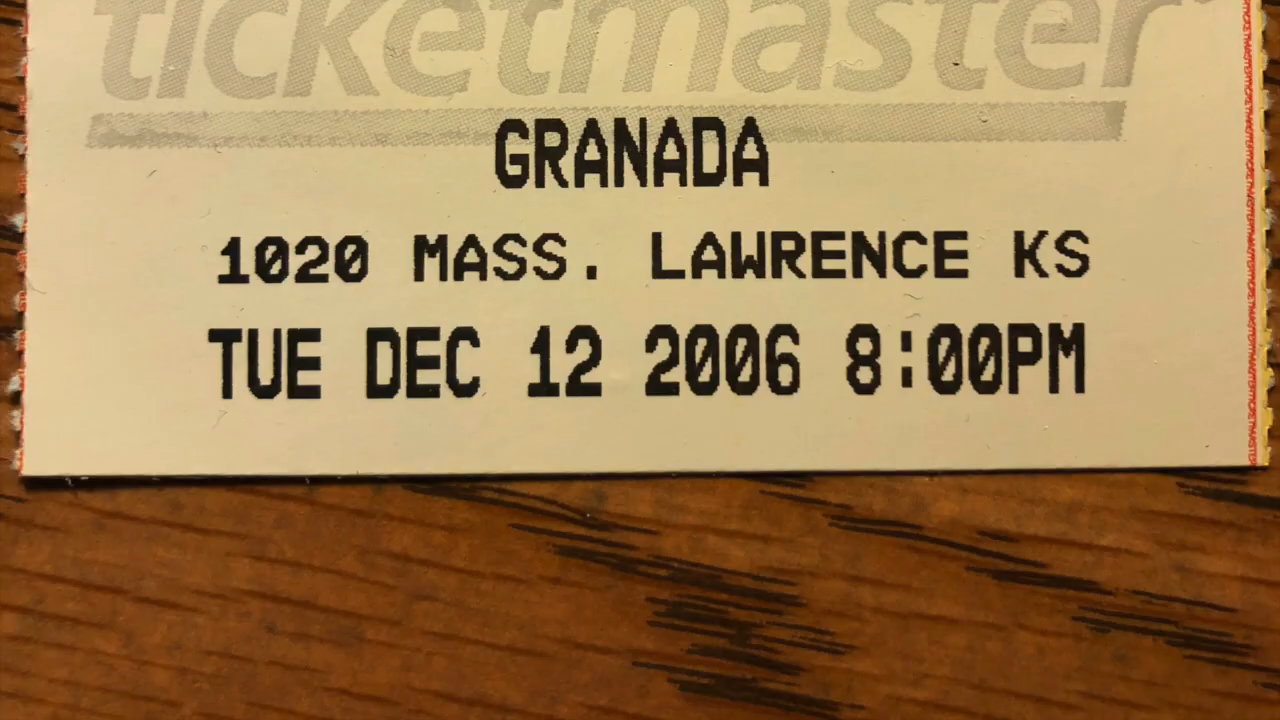 ticketmaster
GRANADA
1020 MASS. LAWRENCE KS
TUE DEC 12 2006 8:00PM